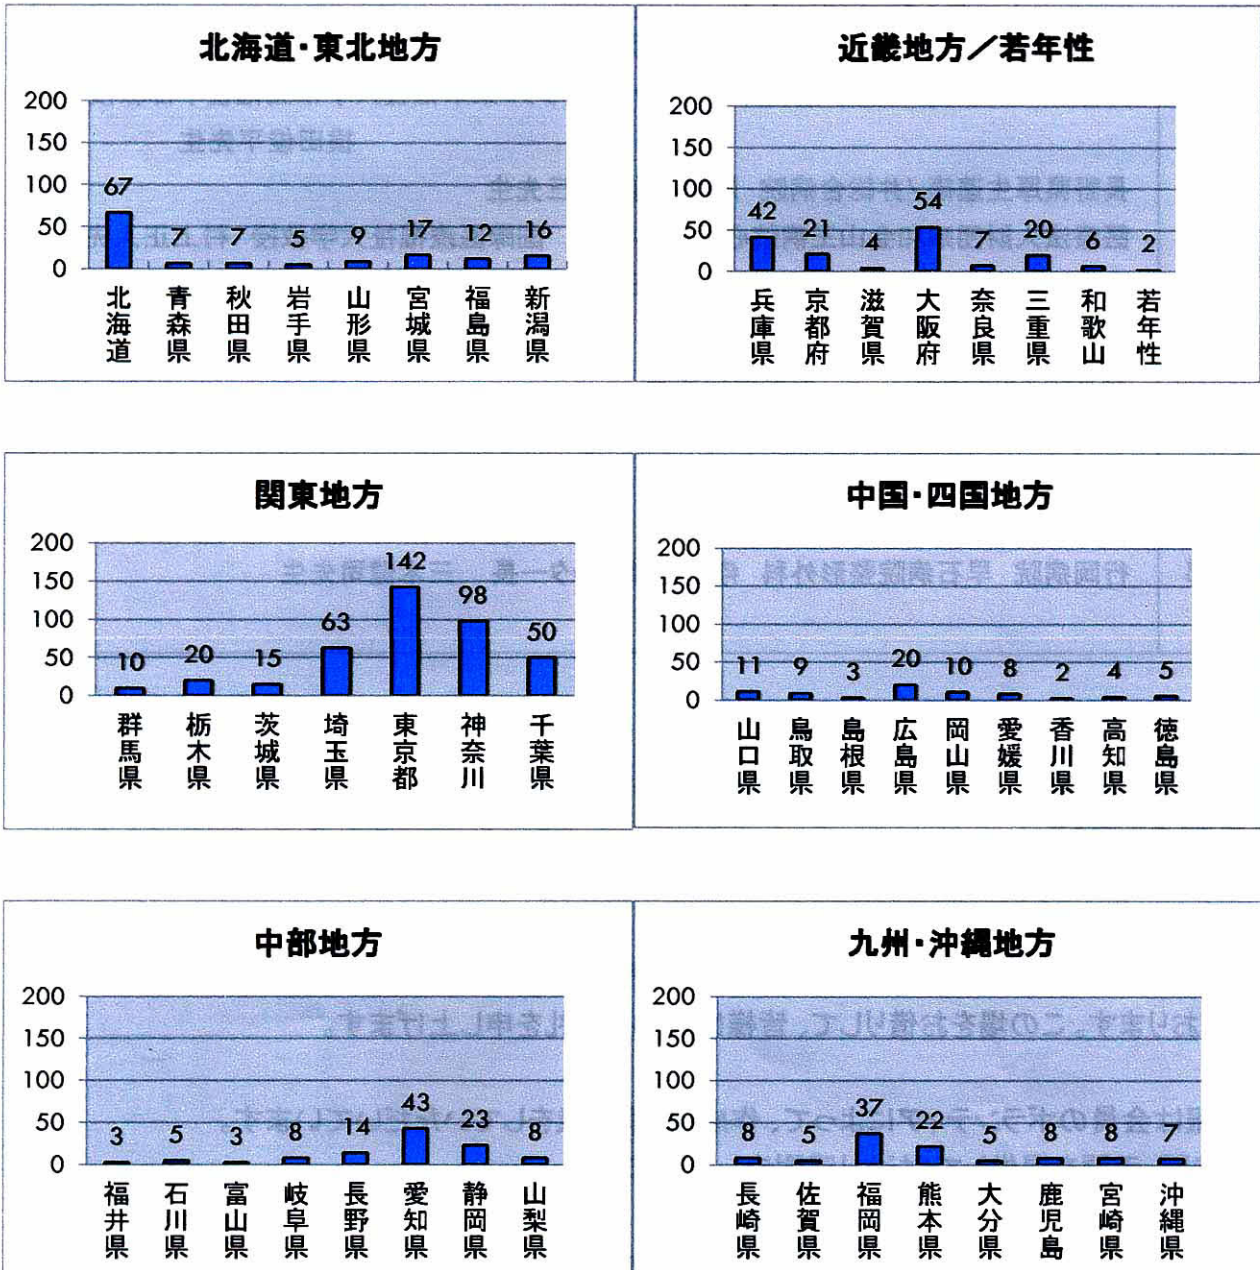 北海道・東北地方
200
150
100
50
0
67
7
7
5
9
17
12
16
北海道
青森県
秋田県
岩手県
山形県
宮城県
福島県
新潟県
近畿地方／若年性
200
150
100
50
0
42
21
4
54
7
20
6
2
兵庫県
京都府
滋賀県
大阪府
奈良県
三重県
和歌山
若年性
関東地方
200
150
100
50
0
10
20
15
63
142
98
50
群馬県
栃木県
茨城県
埼玉県
東京都
神奈川
千葉県
中国・四国地方
200
150
100
50
0
11
9
3
20
10
8
2
4
5
山口県
鳥取県
島根県
広島県
岡山県
愛媛県
香川県
高知県
徳島県
中部地方
200
150
100
50
0
3
5
3
8
14
43
23
8
福井県
石川県
富山県
岐阜県
長野県
愛知県
静岡県
山梨県
九州・沖縄地方
200
150
100
50
0
8
5
37
22
5
8
8
7
長崎県
佐賀県
福岡県
熊本県
大分県
鹿児島
宮崎県
沖縄県